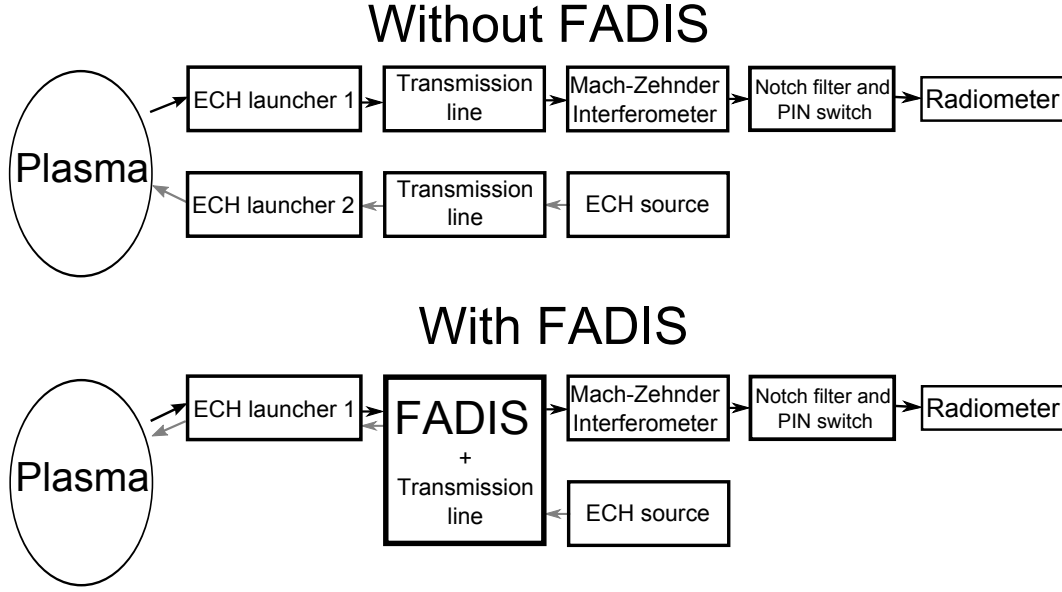 Without FADIS
Plasma
ECH launcher 1
Transmission
line
Mach-Zehnder
Interferometer
Notch filter and
PIN switch
Radiometer
ECH launcher 2
Transmission
line
ECH source
With FADIS
Plasma
ECH launcher 1
FADIS
+
Transmission
line
Mach-Zehnder
Interferometer
Notch filter and
PIN switch
Radiometer
ECH source